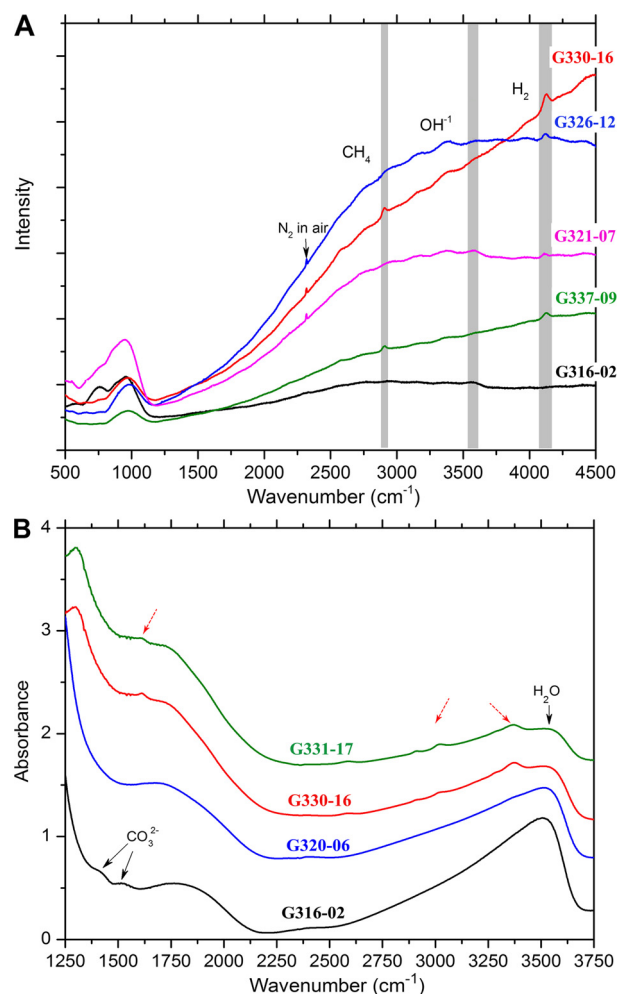 A
G330-16
H2
G326-12
OH-1
CH4
N2 in air
G321-07
G337-09
G316-02
Intensity
500 1000 1500 2000 2500 3000 3500 4000 4500
Wavenumber (cm-1)
B
4
3
2
1
0
Absorbance
H2O
G331-17
G330-16
CO32-
G320-06
G316-02
1250 1500 1750 2000 2250 2500 2750 3000 3250 3500 3750
Wavenumber (cm-1)